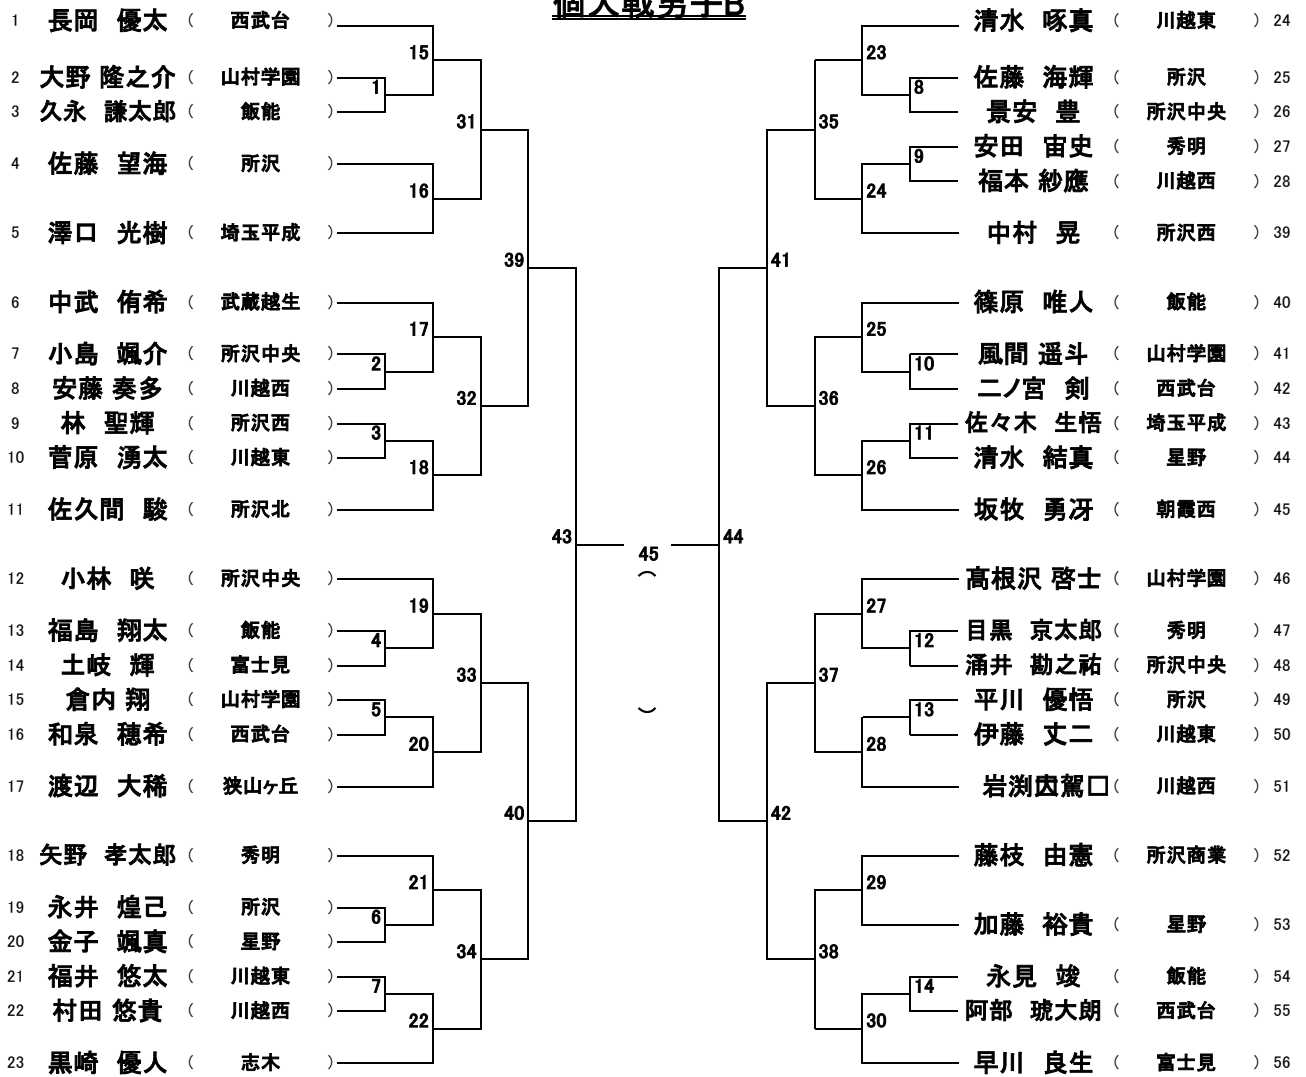 個人戦男子B
1 長岡 優太 ( 西武台 )
2 大野 隆之介 ( 山村学園 )
3 久永 謙太郎 ( 飯能 )
4 佐藤 望海 ( 所沢 )
5 澤口 光樹 ( 埼玉平成 )
6 中武 侑希 ( 武蔵越生 )
7 小島 颯介 ( 所沢中央 )
8 安藤 奏多 ( 川越西 )
9 林 聖輝 ( 所沢西 )
10 菅原 湧太 ( 川越東 )
11 佐久間 駿 ( 所沢北 )
12 小林 咲 ( 所沢中央 )
13 福島 翔太 ( 飯能 )
14 土岐 輝 ( 富士見 )
15 倉内 翔 ( 山村学園 )
16 和泉 穂希 ( 西武台 )
17 渡辺 大稀 ( 狭山ヶ丘 )
18 矢野 孝太郎 ( 秀明 )
19 永井 煌己 ( 所沢 )
20 金子 颯真 ( 星野 )
21 福井 悠太 ( 川越東 )
22 村田 悠貴 ( 川越西 )
23 黒崎 優人 ( 志木 )
1
2
3
4
5
6
7
15
16
17
18
19
20
21
22
31
32
33
34
39
40
43
45
( )
44
41
42
35
36
37
38
23
24
25
26
27
28
29
30
8
9
10
11
12
13
14
清水 啄真 ( 川越東 ) 24
佐藤 海輝 ( 所沢 ) 25
景安 豊 ( 所沢中央 ) 26
安田 宙史 ( 秀明 ) 27
福本 紗應 ( 川越西 ) 28
中村 晃 ( 所沢西 ) 39
篠原 唯人 ( 飯能 ) 40
風間 遥斗 ( 山村学園 ) 41
二ノ宮 剣 ( 西武台 ) 42
佐々木 生悟 ( 埼玉平成 ) 43
清水 結真 ( 星野 ) 44
坂牧 勇冴 ( 朝霞西 ) 45
髙根沢 啓士 ( 山村学園 ) 46
目黒 京太郎 ( 秀明 ) 47
涌井 勘之祐 ( 所沢中央 ) 48
平川 優悟 ( 所沢 ) 49
伊藤 丈二 ( 川越東 ) 50
岩渕 駕 ( 川越西 ) 51
藤枝 由憲 ( 所沢商業 ) 52
加藤 裕貴 ( 星野 ) 53
永見 竣 ( 飯能 ) 54
阿部 琥大朗 ( 西武台 ) 55
早川 良生 ( 富士見 ) 56